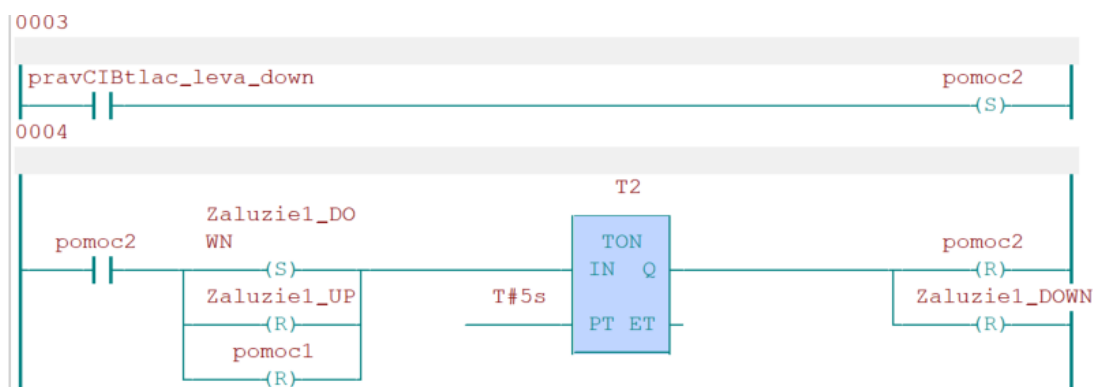 0003
pravCIBtlac_leva_down pomoc2
(S)
0004
T2
Zaluzie1_DO
pomoc2 WN TON pomoc2
(S) IN Q (R)
Zaluzie1_UP T#5s Zaluzie1_DOWN
(R) PT ET (R)
pomoc1
(R)